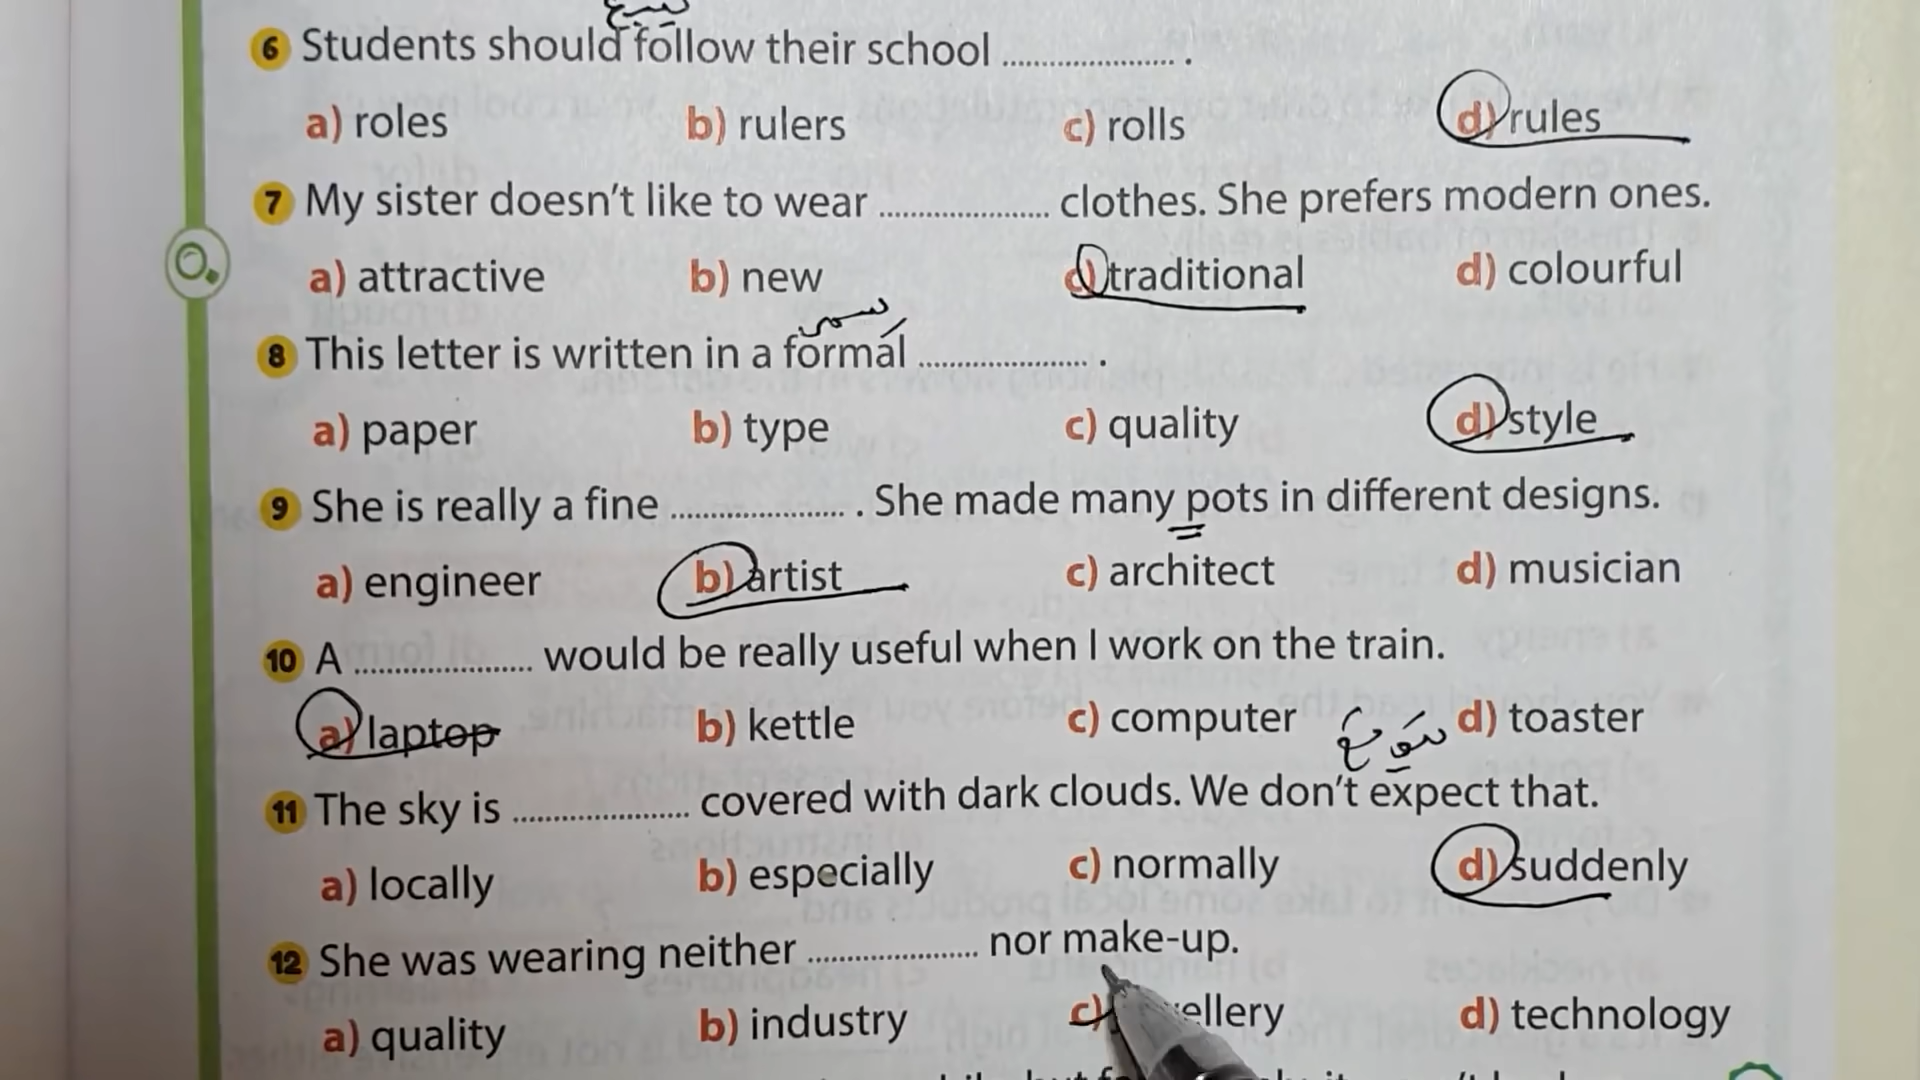 يتبع
6 Students should follow their school .................... .
a) roles b) rulers c) rolls d) rules
7 My sister doesn't like to wear .................... clothes. She prefers modern ones.
a) attractive b) new c) traditional d) colourful
رسمي
8 This letter is written in a formal .................... .
a) paper b) type c) quality d) style
9 She is really a fine .................... . She made many pots in different designs.
a) engineer b) artist c) architect d) musician
10 A .................... would be really useful when I work on the train.
a) laptop b) kettle c) computer d) toaster
11 The sky is .................... covered with dark clouds. We don't expect that.
a) locally b) especially c) normally d) suddenly
12 She was wearing neither .................... nor make-up.
a) quality b) industry c) ellery d) technology